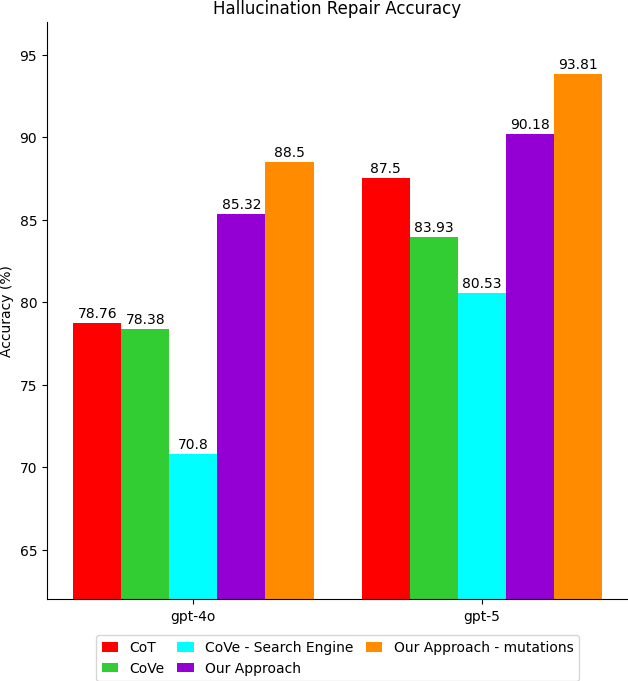 Hallucination Repair Accuracy
Accuracy (%)
95
90
85
80
75
70
65
78.76
78.38
70.8
85.32
88.5
87.5
83.93
80.53
90.18
93.81
gpt-4o
gpt-5
CoT
CoVe
CoVe - Search Engine
Our Approach
Our Approach - mutations